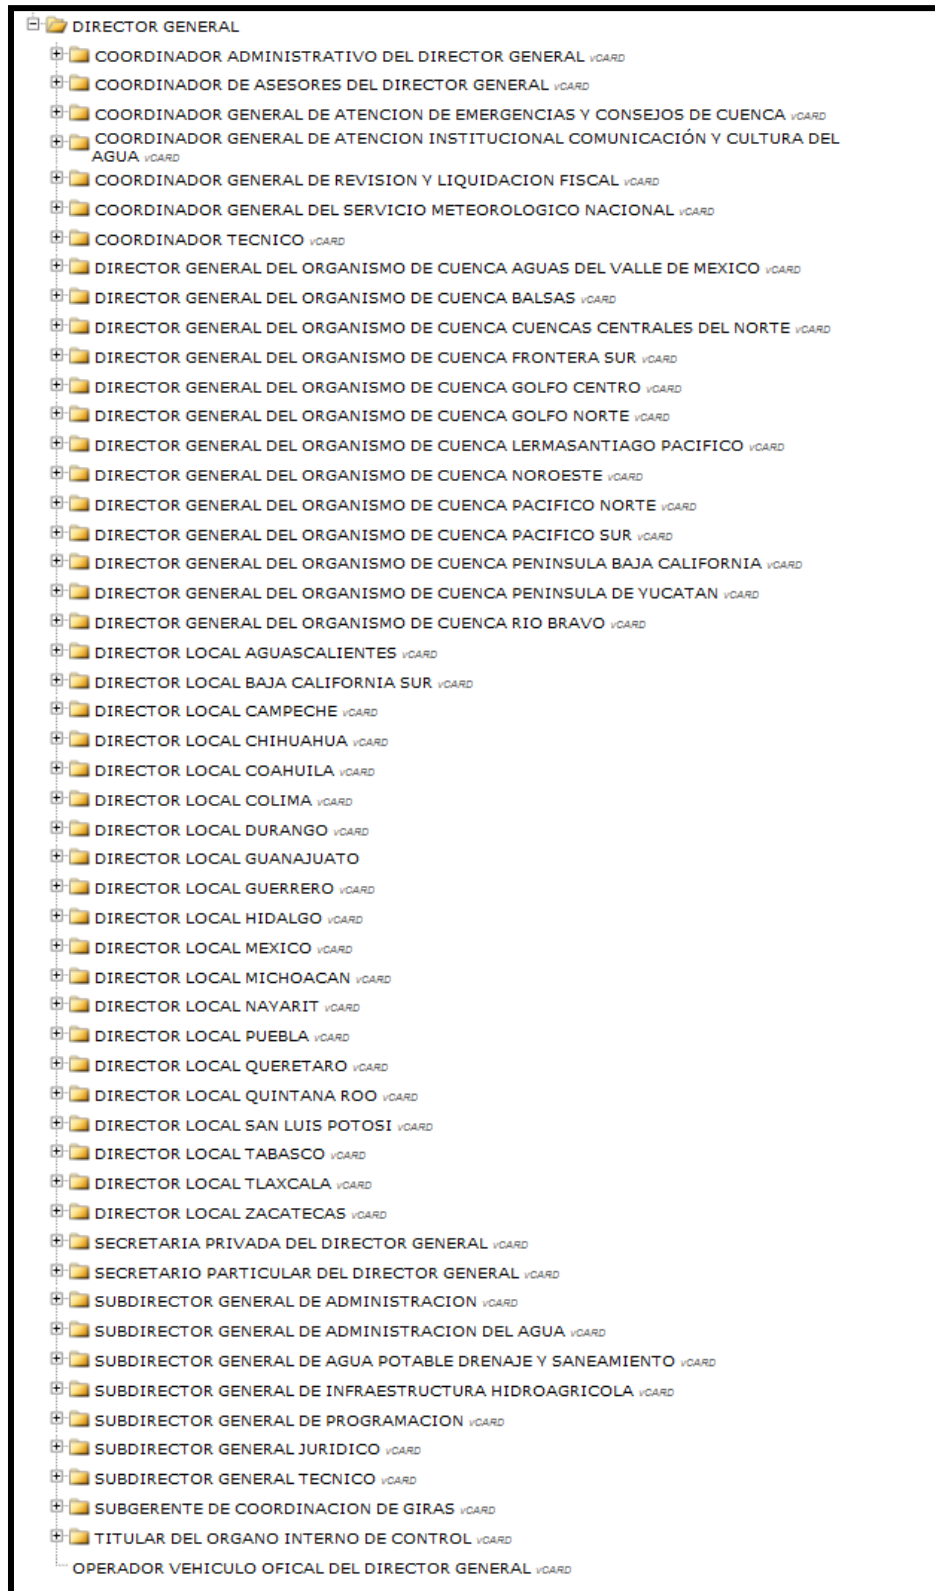 DIRECTOR GENERAL
COORDINADOR ADMINISTRATIVO DEL DIRECTOR GENERAL vCARD
COORDINADOR DE ASESORES DEL DIRECTOR GENERAL vCARD
COORDINADOR GENERAL DE ATENCION DE EMERGENCIAS Y CONSEJOS DE CUENCA vCARD
COORDINADOR GENERAL DE ATENCION INSTITUCIONAL COMUNICACIÓN Y CULTURA DEL
AGUA vCARD
COORDINADOR GENERAL DE REVISION Y LIQUIDACION FISCAL vCARD
COORDINADOR GENERAL DEL SERVICIO METEOROLOGICO NACIONAL vCARD
COORDINADOR TECNICO vCARD
DIRECTOR GENERAL DEL ORGANISMO DE CUENCA AGUAS DEL VALLE DE MEXICO vCARD
DIRECTOR GENERAL DEL ORGANISMO DE CUENCA BALSAS vCARD
DIRECTOR GENERAL DEL ORGANISMO DE CUENCA CUENCAS CENTRALES DEL NORTE vCARD
DIRECTOR GENERAL DEL ORGANISMO DE CUENCA FRONTERA SUR vCARD
DIRECTOR GENERAL DEL ORGANISMO DE CUENCA GOLFO CENTRO vCARD
DIRECTOR GENERAL DEL ORGANISMO DE CUENCA GOLFO NORTE vCARD
DIRECTOR GENERAL DEL ORGANISMO DE CUENCA LERMASANTIAGO PACIFICO vCARD
DIRECTOR GENERAL DEL ORGANISMO DE CUENCA NOROESTE vCARD
DIRECTOR GENERAL DEL ORGANISMO DE CUENCA PACIFICO NORTE vCARD
DIRECTOR GENERAL DEL ORGANISMO DE CUENCA PACIFICO SUR vCARD
DIRECTOR GENERAL DEL ORGANISMO DE CUENCA PENINSULA BAJA CALIFORNIA vCARD
DIRECTOR GENERAL DEL ORGANISMO DE CUENCA PENINSULA DE YUCATAN vCARD
DIRECTOR GENERAL DEL ORGANISMO DE CUENCA RIO BRAVO vCARD
DIRECTOR LOCAL AGUASCALIENTES vCARD
DIRECTOR LOCAL BAJA CALIFORNIA SUR vCARD
DIRECTOR LOCAL CAMPECHE vCARD
DIRECTOR LOCAL CHIHUAHUA vCARD
DIRECTOR LOCAL COAHUILA vCARD
DIRECTOR LOCAL COLIMA vCARD
DIRECTOR LOCAL DURANGO vCARD
DIRECTOR LOCAL GUANAJUATO
DIRECTOR LOCAL GUERRERO vCARD
DIRECTOR LOCAL HIDALGO vCARD
DIRECTOR LOCAL MEXICO vCARD
DIRECTOR LOCAL MICHOACAN vCARD
DIRECTOR LOCAL NAYARIT vCARD
DIRECTOR LOCAL PUEBLA vCARD
DIRECTOR LOCAL QUERETARO vCARD
DIRECTOR LOCAL QUINTANA ROO vCARD
DIRECTOR LOCAL SAN LUIS POTOSI vCARD
DIRECTOR LOCAL TABASCO vCARD
DIRECTOR LOCAL TLAXCALA vCARD
DIRECTOR LOCAL ZACATECAS vCARD
SECRETARIA PRIVADA DEL DIRECTOR GENERAL vCARD
SECRETARIO PARTICULAR DEL DIRECTOR GENERAL vCARD
SUBDIRECTOR GENERAL DE ADMINISTRACION vCARD
SUBDIRECTOR GENERAL DE ADMINISTRACION DEL AGUA vCARD
SUBDIRECTOR GENERAL DE AGUA POTABLE DRENAJE Y SANEAMIENTO vCARD
SUBDIRECTOR GENERAL DE INFRAESTRUCTURA HIDROAGRICOLA vCARD
SUBDIRECTOR GENERAL DE PROGRAMACION vCARD
SUBDIRECTOR GENERAL JURIDICO vCARD
SUBDIRECTOR GENERAL TECNICO vCARD
SUBGERENTE DE COORDINACION DE GIRAS vCARD
TITULAR DEL ORGANO INTERNO DE CONTROL vCARD
OPERADOR VEHICULO OFICAL DEL DIRECTOR GENERAL vCARD